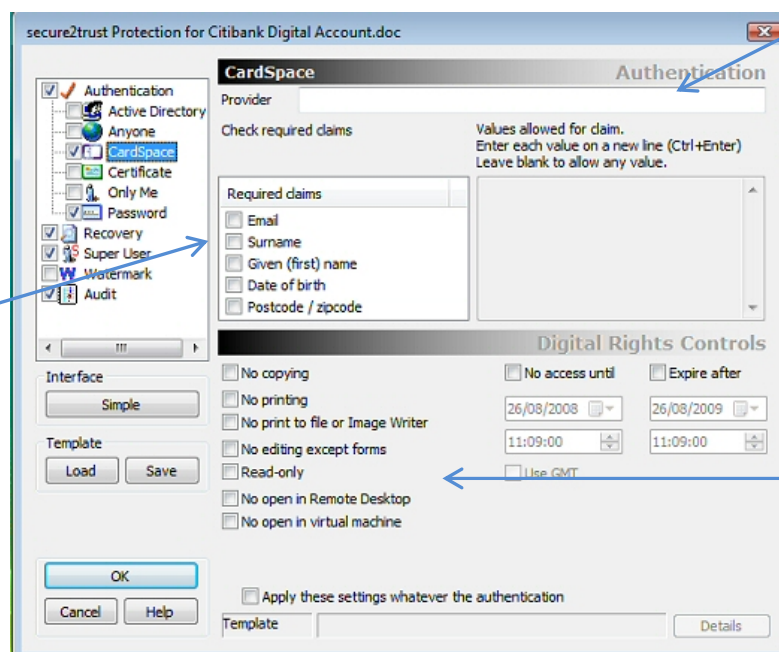 secure2trust Protection for Citibank Digital Account.doc
Authentication
Active Directory
Anyone
CardSpace
Certificate
Only Me
Password
Recovery
Super User
Watermark
Audit
Interface
Simple
Template
Load Save
OK
Cancel Help
CardSpace Authentication
Provider
Check required claims
Values allowed for claim.
Enter each value on a new line (Ctrl+Enter)
Leave blank to allow any value.
Required claims
Email
Surname
Given (first) name
Date of birth
Postcode / zipcode
Digital Rights Controls
No copying
No printing
No print to file or Image Writer
No editing except forms
Read-only
No open in Remote Desktop
No open in virtual machine
No access until Expire after
26/08/2008 26/08/2009
11:09:00 11:09:00
Use GMT
Apply these settings whatever the authentication
Template Details